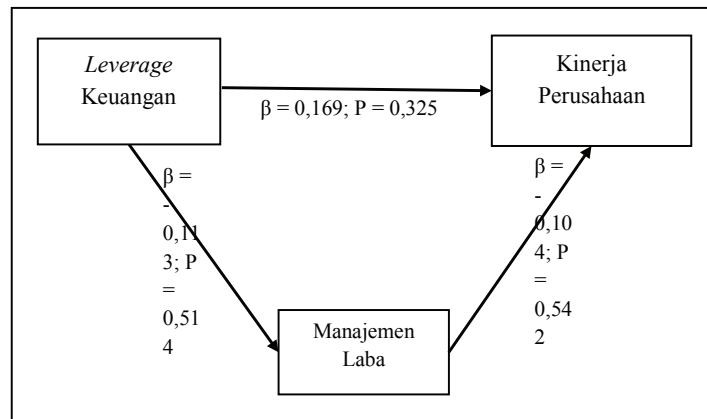 Leverage
Keuangan
Kinerja
Perusahaan
β = 0,169; P = 0,325
β =
-
0,11
3; P
=
0,51
4
β =
-
0,10
4; P
=
0,54
2
Manajemen
Laba